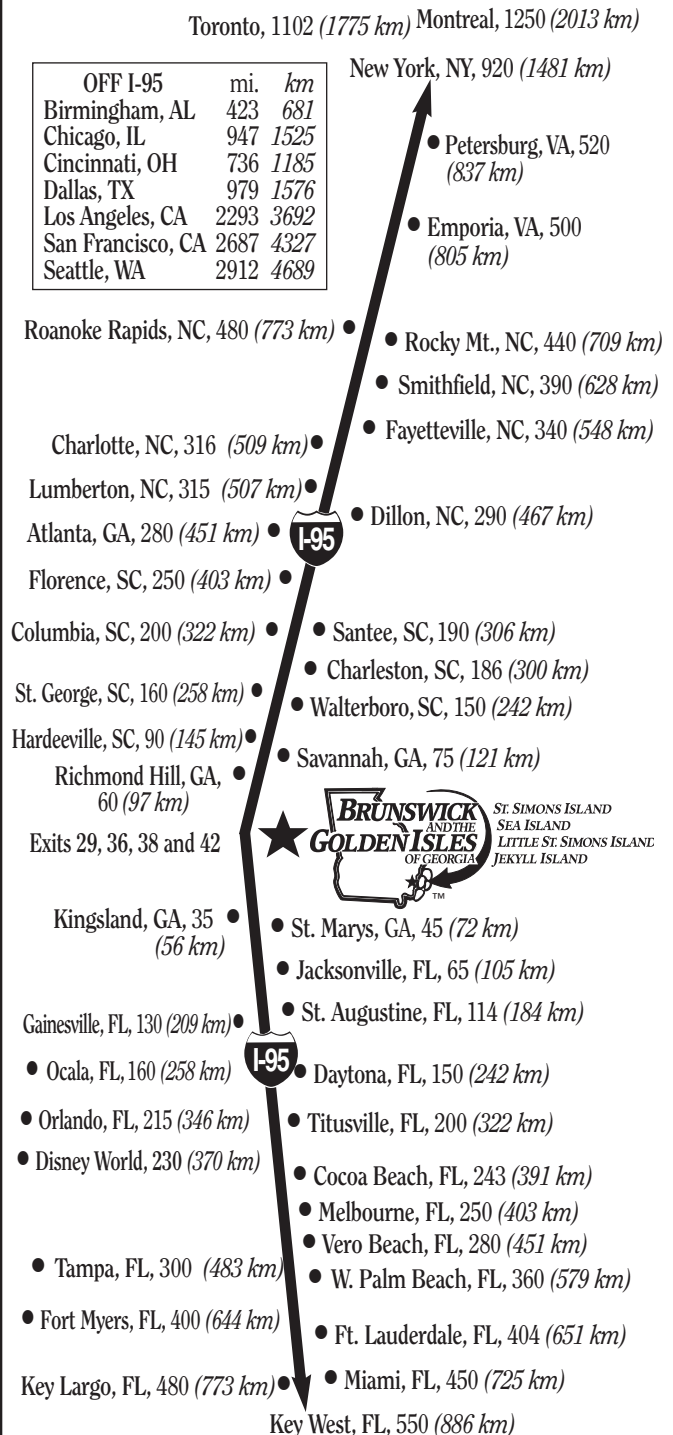 Toronto, 1102 (1775 km) Montreal, 1250 (2013 km)
New York, NY, 920 (1481 km)
OFF I-95 mi. km
Birmingham, AL 423 681
Chicago, IL 947 1525
Cincinnati, OH 736 1185
Dallas, TX 979 1576
Los Angeles, CA 2293 3692
San Francisco, CA 2687 4327
Seattle, WA 2912 4689
Petersburg, VA, 520
(837 km)
Emporia, VA, 500
(805 km)
Roanoke Rapids, NC, 480 (773 km)
Rocky Mt., NC, 440 (709 km)
Smithfield, NC, 390 (628 km)
Fayetteville, NC, 340 (548 km)
Charlotte, NC, 316 (509 km)
Lumberton, NC, 315 (507 km)
Dillon, NC, 290 (467 km)
Atlanta, GA, 280 (451 km)
I-95
Florence, SC, 250 (403 km)
Columbia, SC, 200 (322 km)
Santee, SC, 190 (306 km)
Charleston, SC, 186 (300 km)
St. George, SC, 160 (258 km)
Walterboro, SC, 150 (242 km)
Hardeeville, SC, 90 (145 km)
Savannah, GA, 75 (121 km)
Richmond Hill, GA,
60 (97 km)
Exits 29, 36, 38 and 42
BRUNSWICK
AND THE
GOLDEN ISLES
OF GEORGIA
TM
ST. SIMONS ISLAND
SEA ISLAND
LITTLE ST. SIMONS ISLAND
JEKYLL ISLAND
Kingsland, GA, 35
(56 km)
St. Marys, GA, 45 (72 km)
Jacksonville, FL, 65 (105 km)
St. Augustine, FL, 114 (184 km)
Gainesville, FL, 130 (209 km)
I-95
Ocala, FL, 160 (258 km)
Daytona, FL, 150 (242 km)
Orlando, FL, 215 (346 km)
Titusville, FL, 200 (322 km)
Disney World, 230 (370 km)
Cocoa Beach, FL, 243 (391 km)
Melbourne, FL, 250 (403 km)
Vero Beach, FL, 280 (451 km)
Tampa, FL, 300 (483 km)
W. Palm Beach, FL, 360 (579 km)
Fort Myers, FL, 400 (644 km)
Ft. Lauderdale, FL, 404 (651 km)
Key Largo, FL, 480 (773 km)
Miami, FL, 450 (725 km)
Key West, FL, 550 (886 km)